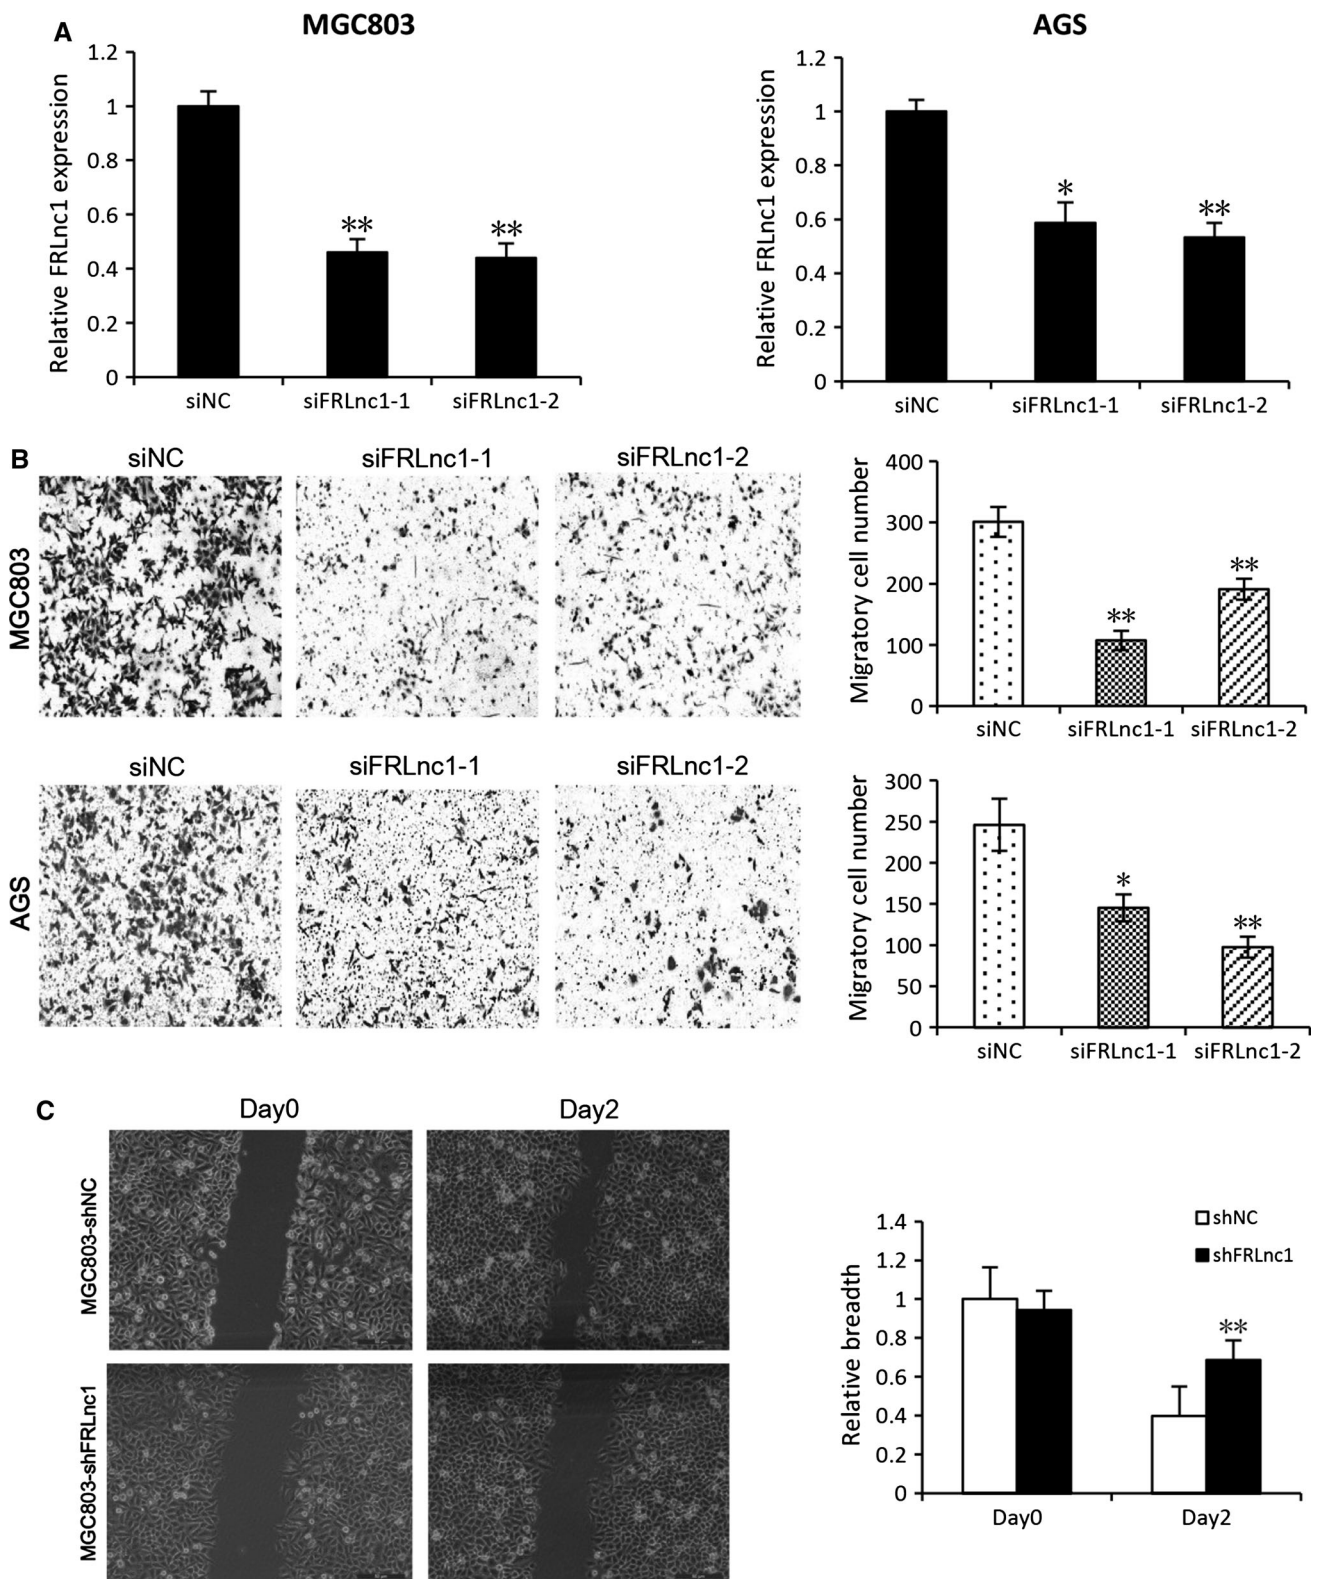 A
MGC803
Relative FRLnc1 expression
1.2
1
0.8
0.6
0.4
0.2
0
**
**
siNC
siFRLnc1-1
siFRLnc1-2
AGS
Relative FRLnc1 expression
1.2
1
0.8
0.6
0.4
0.2
0
*
**
siNC
siFRLnc1-1
siFRLnc1-2
B
siNC
siFRLnc1-1
siFRLnc1-2
MGC803
Migratory cell number
400
300
200
100
0
**
**
siNC
siFRLnc1-1
siFRLnc1-2
siNC
siFRLnc1-1
siFRLnc1-2
AGS
Migratory cell number
300
250
200
150
100
50
0
*
**
siNC
siFRLnc1-1
siFRLnc1-2
C
Day0
Day2
MGC803-shNC
MGC803-shFRLnc1
Relative breadth
1.4
1.2
1
0.8
0.6
0.4
0.2
0
shNC
shFRLnc1
**
Day0
Day2